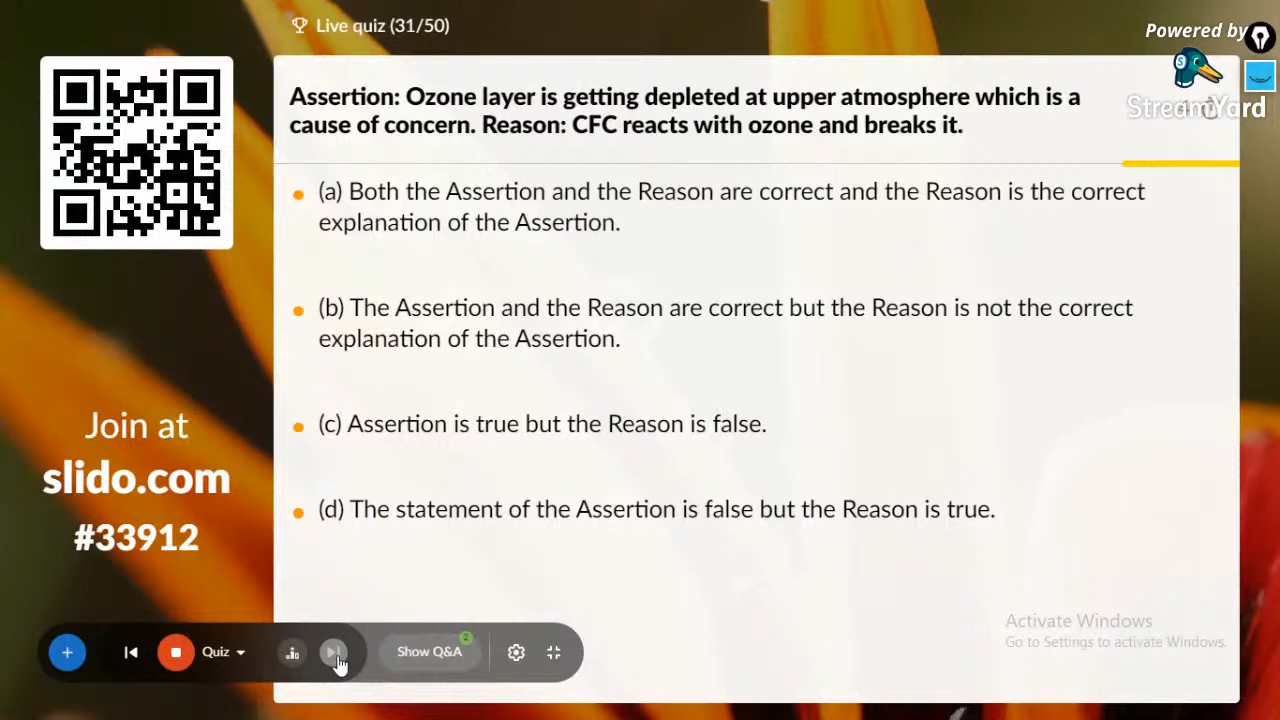 Live quiz (31/50)
Powered by
StreamYard
Assertion: Ozone layer is getting depleted at upper atmosphere which is a
cause of concern. Reason: CFC reacts with ozone and breaks it.
(a) Both the Assertion and the Reason are correct and the Reason is the correct
explanation of the Assertion.
(b) The Assertion and the Reason are correct but the Reason is not the correct
explanation of the Assertion.
(c) Assertion is true but the Reason is false.
(d) The statement of the Assertion is false but the Reason is true.
Join at
slido.com
#33912
Quiz
Show Q&A
2
Activate Windows
Go to Settings to activate Windows.